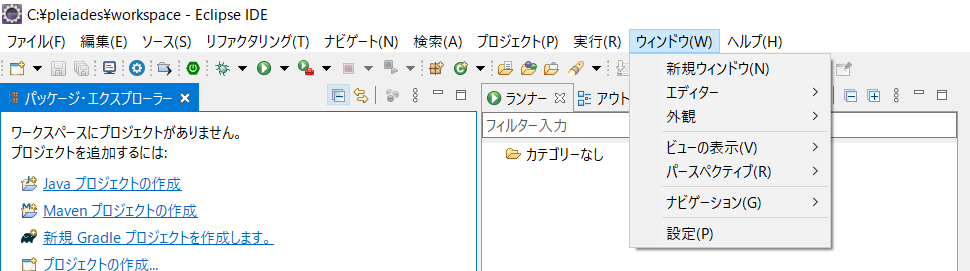 C:¥pleiades¥workspace - Eclipse IDE
ファイル(F) 編集(E) ソース(S) リファクタリング(T) ナビゲート(N) 検索(A) プロジェクト(P) 実行(R) ウィンドウ(W) ヘルプ(H)
パッケージ・エクスプローラー
ワークスペースにプロジェクトがありません。
プロジェクトを追加するには:
Java プロジェクトの作成
Maven プロジェクトの作成
新規 Gradle プロジェクトを作成します。
プロジェクトの作成...
ランナー アウト
フィルター入力
カテゴリーなし
新規ウィンドウ(N)
エディター
外観
ビューの表示(V)
パースペクティブ(R)
ナビゲーション(G)
設定(P)